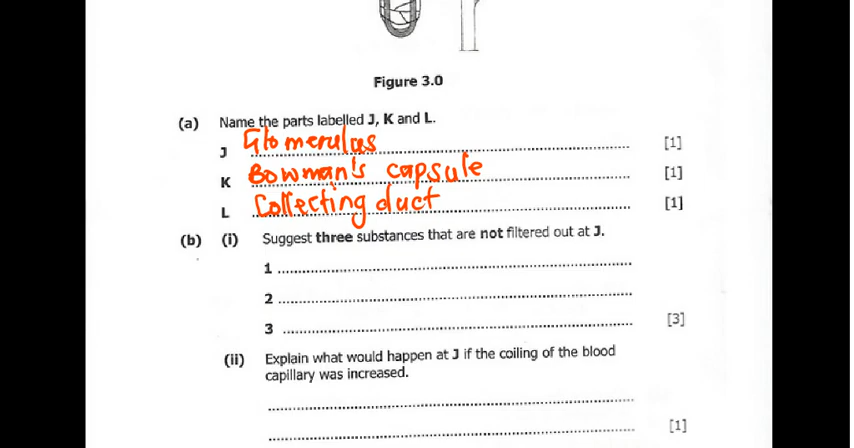 Figure 3.0
(a) Name the parts labelled J, K and L.
J Glomerulus [1]
K Bowman's capsule [1]
L Collecting duct [1]
(b) (i) Suggest three substances that are not filtered out at J.
1
2
3 [3]
(ii) Explain what would happen at J if the coiling of the blood
capillary was increased.
[1]